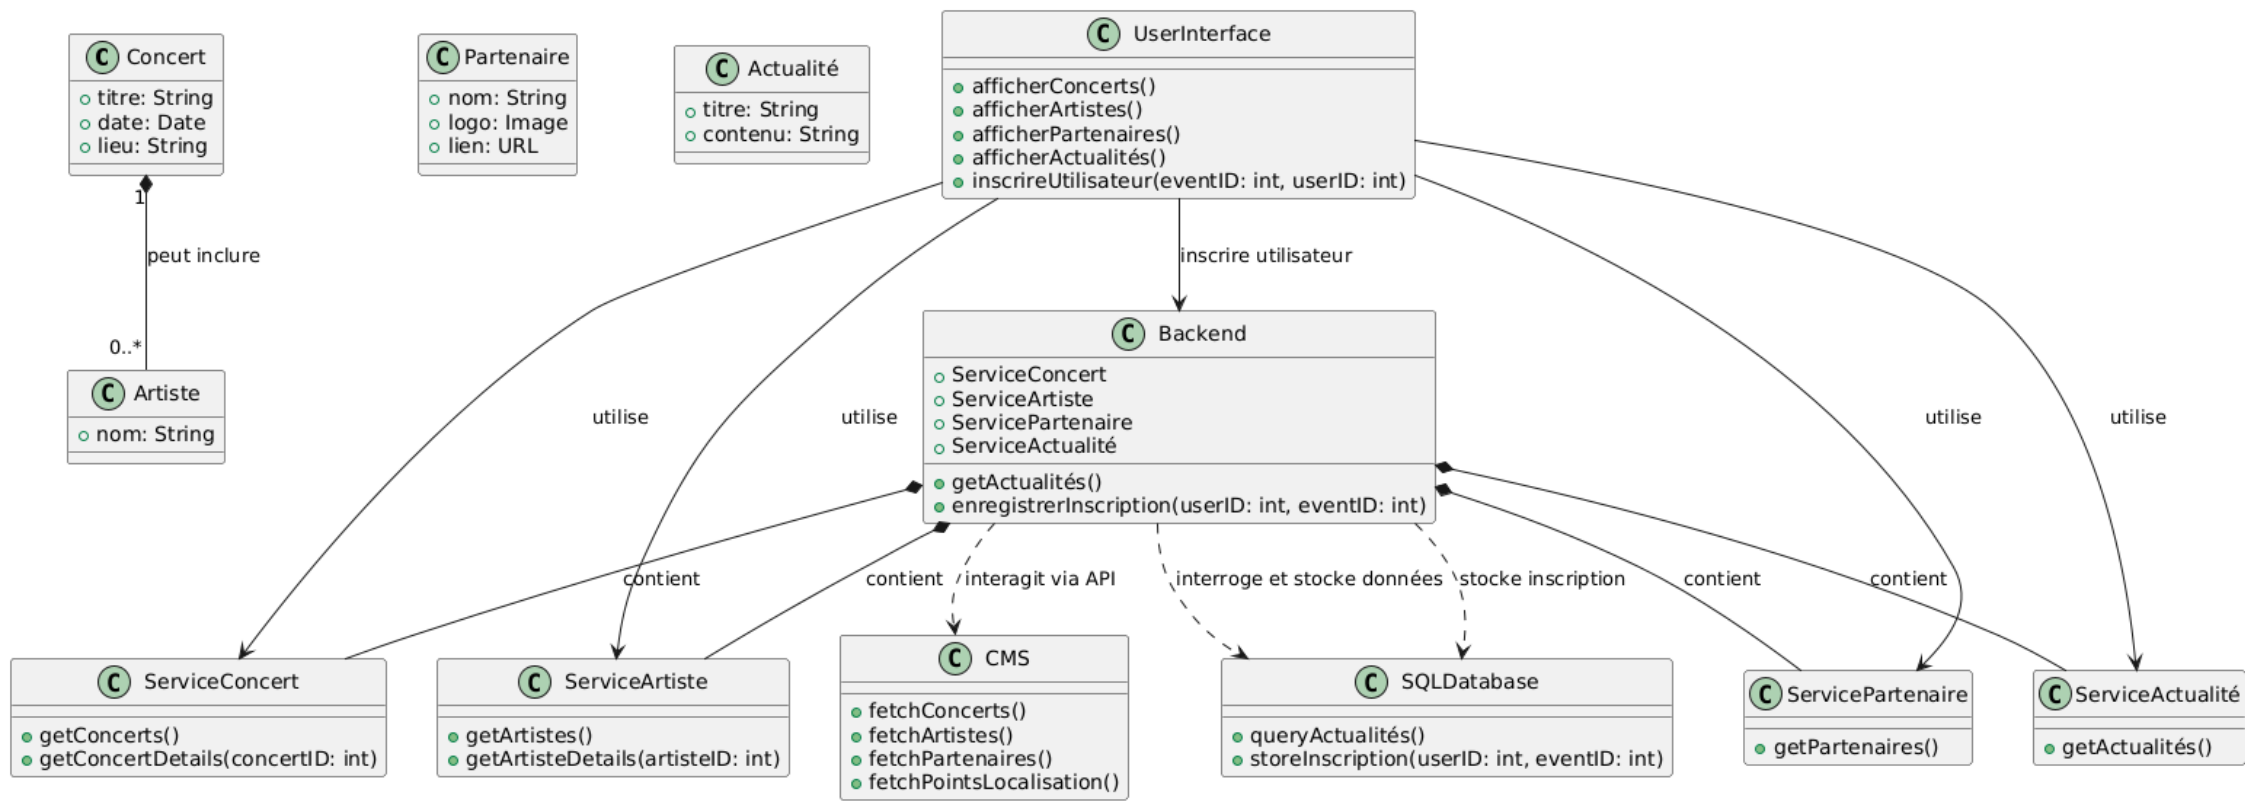 C Concert
titre: String
date: Date
lieu: String
C Partenaire
nom: String
logo: Image
lien: URL
C Actualité
titre: String
contenu: String
C UserInterface
afficherConcerts()
afficherArtistes()
afficherPartenaires()
afficherActualités()
inscrireUtilisateur(eventID: int, userID: int)
1
peut inclure
0..*
inscrire utilisateur
C Artiste
nom: String
C Backend
ServiceConcert
ServiceArtiste
ServicePartenaire
ServiceActualité
getActualités()
enregistrerInscription(userID: int, eventID: int)
utilise
utilise
utilise
utilise
contient
contient
interagit via API
interroge et stocke données
stocke inscription
contient
contient
C ServiceConcert
getConcerts()
getConcertDetails(concertID: int)
C ServiceArtiste
getArtistes()
getArtisteDetails(artisteID: int)
C CMS
fetchConcerts()
fetchArtistes()
fetchPartenaires()
fetchPointsLocalisation()
C SQLDatabase
queryActualités()
storeInscription(userID: int, eventID: int)
C ServicePartenaire
getPartenaires()
C ServiceActualité
getActualités()